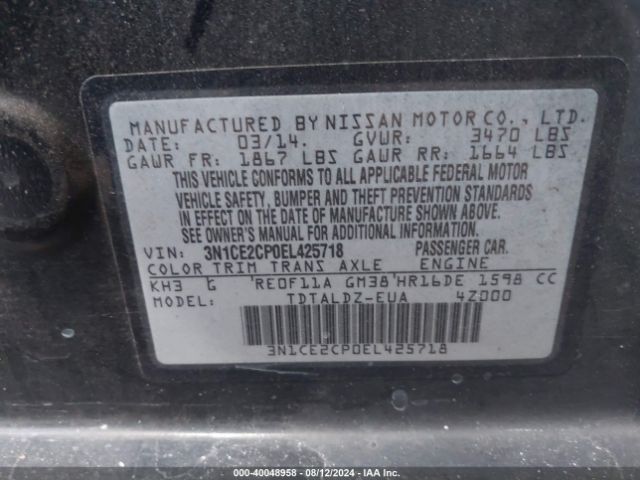 MANUFACTURED BY NISSAN MOTOR CO., LTD.
DATE: 03/14. GVWR: 3470 LBS
GAWR FR: 1867 LBS GAWR RR: 1664 LBS
THIS VEHICLE CONFORMS TO ALL APPLICABLE FEDERAL MOTOR
VEHICLE SAFETY, BUMPER AND THEFT PREVENTION STANDARDS
IN EFFECT ON THE DATE OF MANUFACTURE SHOWN ABOVE.
SEE OWNER'S MANUAL FOR ADDITIONAL INFORMATION.
VIN: 3N1CE2CP0EL425718 PASSENGER CAR.
COLOR TRIM TRANS AXLE ENGINE
KH3 G 'RE0F11A GM38'HR16DE 1598 CC
MODEL: TDTALDZ-EUA 4Z000
3N1CE2CP0EL425718
000-40048958 - 08/12/2024 - IAA Inc.